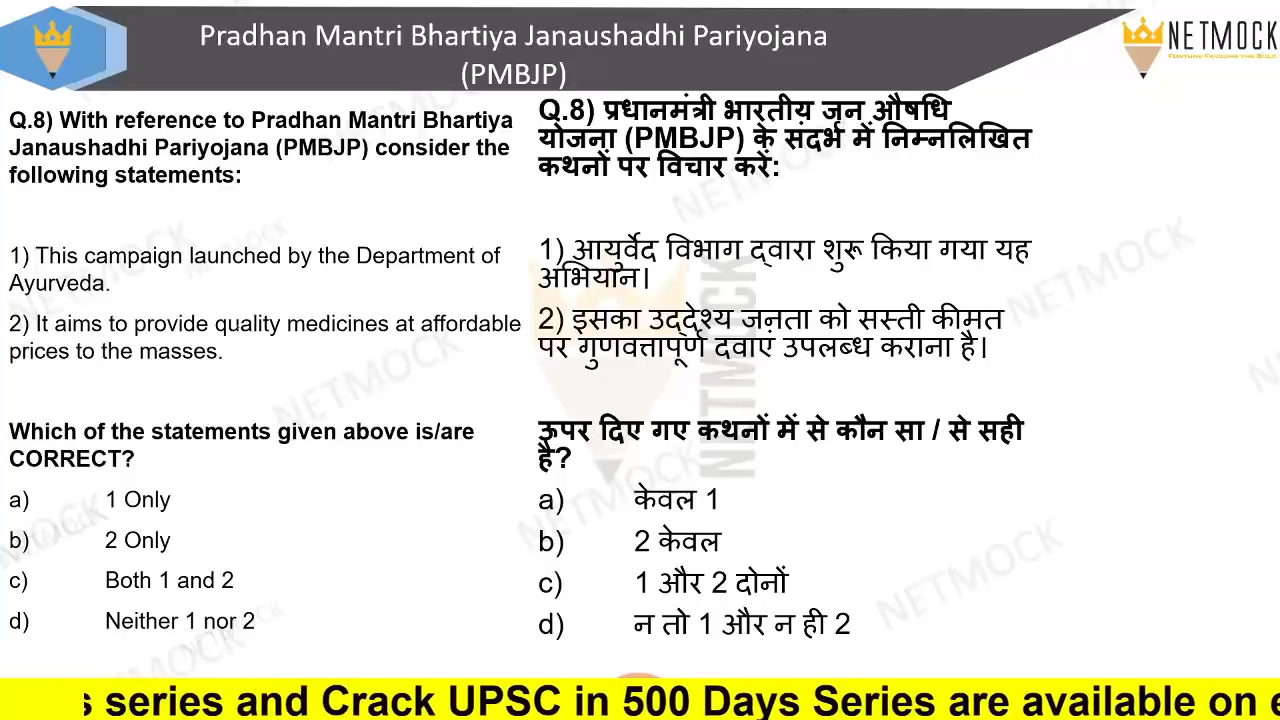 Pradhan Mantri Bhartiya Janaushadhi Pariyojana
(PMBJP)
NETMOCK
Q.8) With reference to Pradhan Mantri Bhartiya
Janaushadhi Pariyojana (PMBJP) consider the
following statements:
1) This campaign launched by the Department of
Ayurveda.
2) It aims to provide quality medicines at affordable
prices to the masses.
Which of the statements given above is/are
CORRECT?
a) 1 Only
b) 2 Only
c) Both 1 and 2
d) Neither 1 nor 2
Q.8) प्रधानमंत्री भारतीय जन औषधि
योजना (PMBJP) के संदर्भ में निम्नलिखित
कथनों पर विचार करें:
1) आयुर्वेद विभाग द्वारा शुरू किया गया यह
अभियान।
2) इसका उद्देश्य जनता को सस्ती कीमत
पर गुणवत्तापूर्ण दवाएं उपलब्ध कराना है।
ऊपर दिए गए कथनों में से कौन सा / से सही
है?
a) केवल 1
b) 2 केवल
c) 1 और 2 दोनों
d) न तो 1 और न ही 2
series and Crack UPSC in 500 Days Series are available on